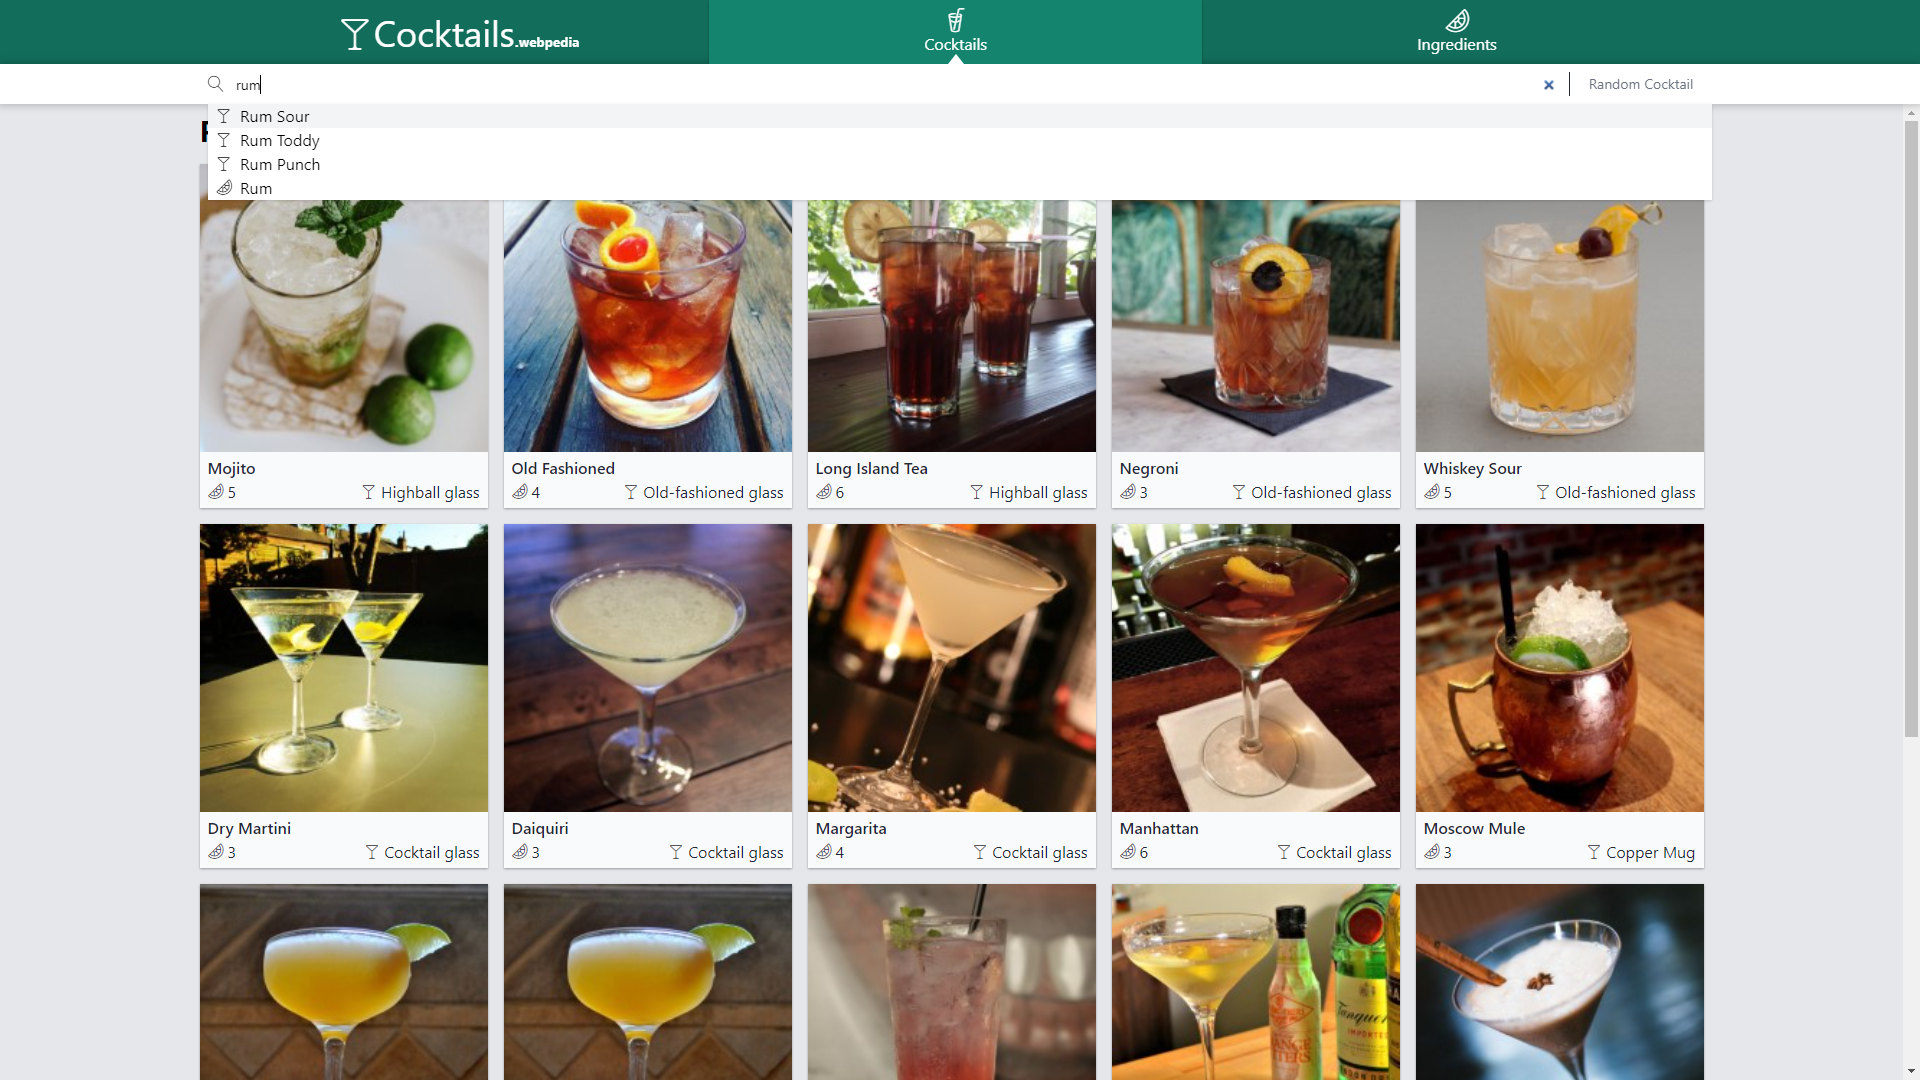 Cocktails.webpedia
Cocktails
Ingredients
rum
Random Cocktail
Rum Sour
Rum Toddy
Rum Punch
Rum
Mojito
5 Highball glass
Old Fashioned
4 Old-fashioned glass
Long Island Tea
6 Highball glass
Negroni
3 Old-fashioned glass
Whiskey Sour
5 Old-fashioned glass
Dry Martini
3 Cocktail glass
Daiquiri
3 Cocktail glass
Margarita
4 Cocktail glass
Manhattan
6 Cocktail glass
Moscow Mule
3 Copper Mug